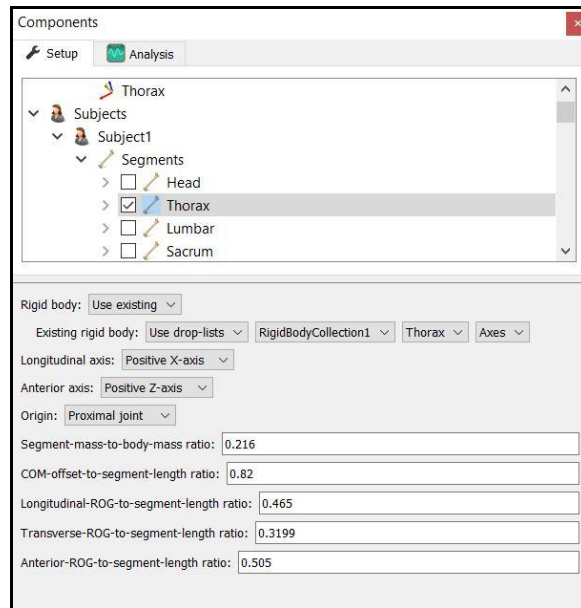 Components
Setup Analysis
Thorax
Subjects
Subject1
Segments
Head
Thorax
Lumbar
Sacrum
Rigid body: Use existing
Existing rigid body: Use drop-lists RigidBodyCollection1 Thorax Axes
Longitudinal axis: Positive X-axis
Anterior axis: Positive Z-axis
Origin: Proximal joint
Segment-mass-to-body-mass ratio: 0.216
COM-offset-to-segment-length ratio: 0.82
Longitudinal-ROG-to-segment-length ratio: 0.465
Transverse-ROG-to-segment-length ratio: 0.3199
Anterior-ROG-to-segment-length ratio: 0.505